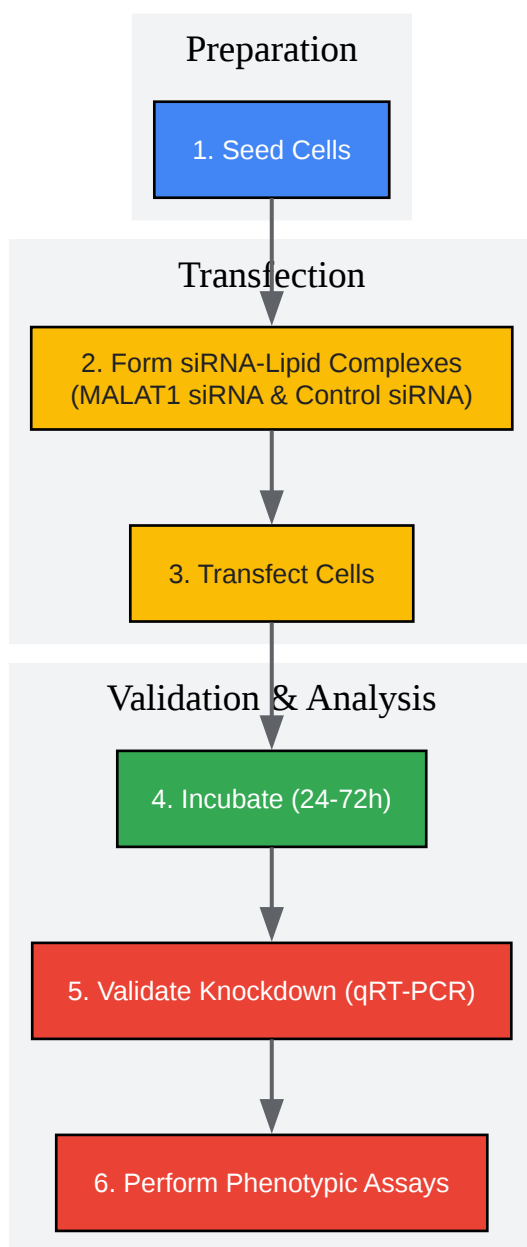 Preparation
1. Seed Cells
Transfection
2. Form siRNA-Lipid Complexes
(MALAT1 siRNA & Control siRNA)
3. Transfect Cells
Validation & Analysis
4. Incubate (24-72h)
5. Validate Knockdown (qRT-PCR)
6. Perform Phenotypic Assays